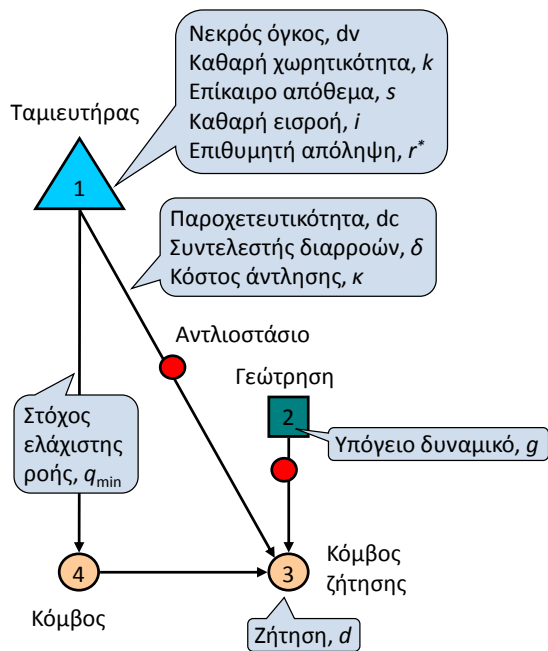 Νεκρός όγκος, dv
Καθαρή χωρητικότητα, k
Επίκαιρο απόθεμα, s
Καθαρή εισροή, i
Επιθυμητή απόληψη, r*
Ταμιευτήρας
1
Παροχετευτικότητα, dc
Συντελεστής διαρροών, δ
Κόστος άντλησης, κ
Αντλιοστάσιο
Γεώτρηση
2
Υπόγειο δυναμικό, g
Στόχος
ελάχιστης
ροής, qmin
4
3
Κόμβος
ζήτησης
Κόμβος
Ζήτηση, d